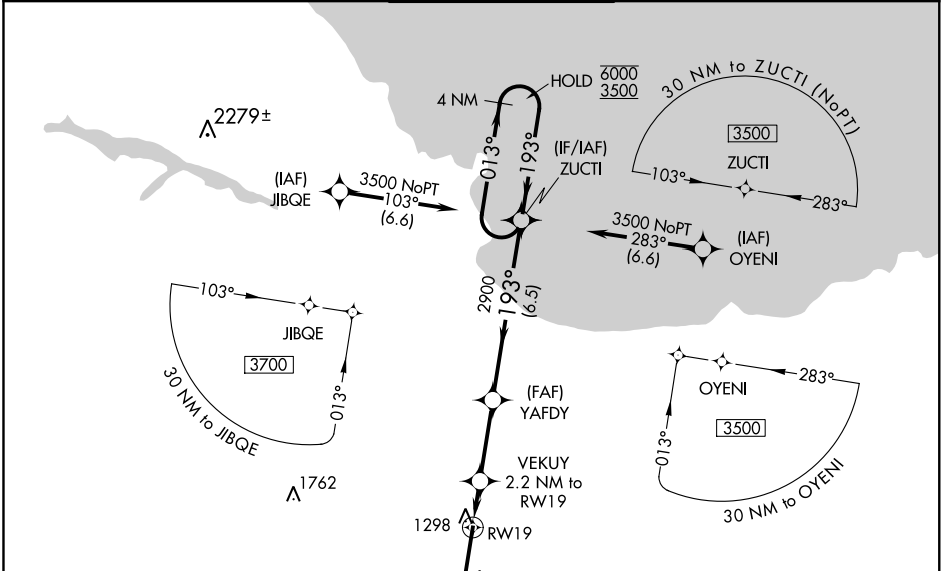 2279±
4 NM
HOLD
6000
3500
013°
193°
(IF/IAF)
ZUCTI
30 NM to ZUCTI (NoPT)
3500
ZUCTI
103°
283°
(IAF)
JIBQE
3500 NoPT
103°
(6.6)
3500 NoPT
283°
(6.6)
(IAF)
OYENI
2900
193°
(6.5)
103°
JIBQE
3700
013°
30 NM to JIBQE
(FAF)
YAFDY
OYENI
283°
3500
013°
30 NM to OYENI
VEKUY
2.2 NM to
RW19
1762
1298
RW19